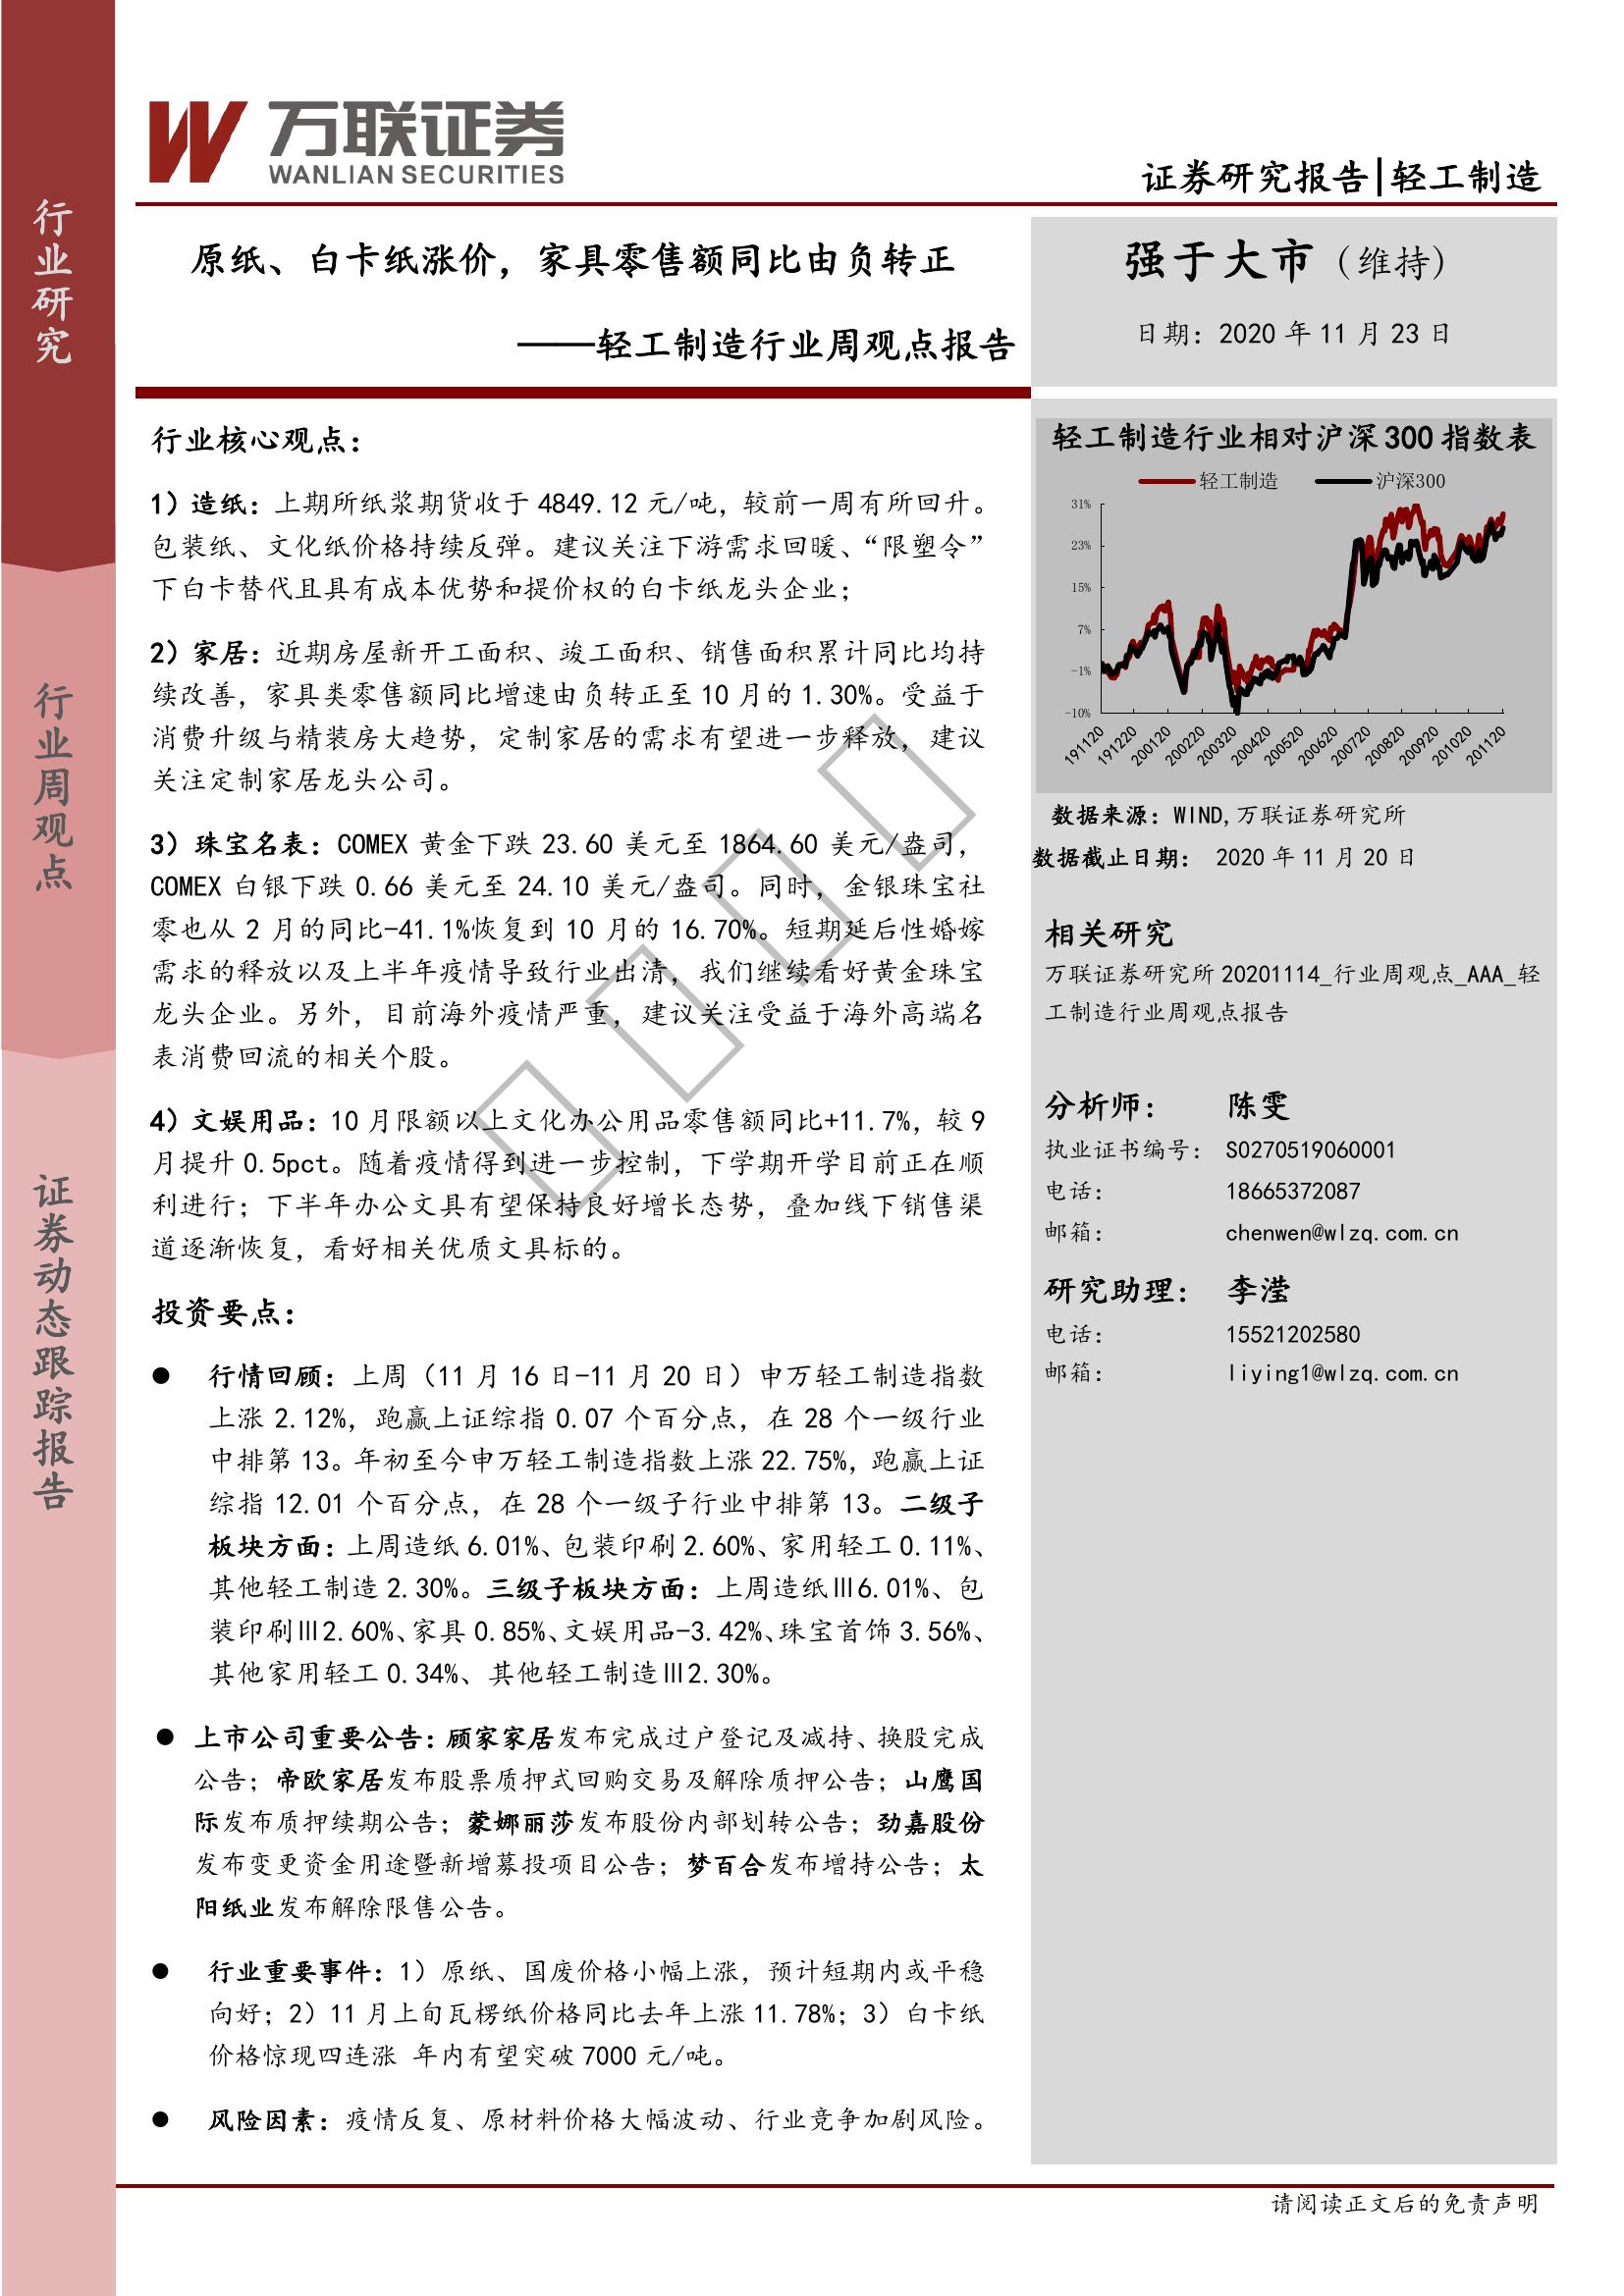 行业研究
行业周观点
证券动态跟踪报告
万联证券
WANLIAN SECURITIES
证券研究报告|轻工制造
原纸、白卡纸涨价，家具零售额同比由负转正
——轻工制造行业周观点报告
强于大市（维持）
日期：2020 年 11 月 23 日
行业核心观点：
1）造纸：上期所纸浆期货收于 4849.12 元/吨，较前一周有所回升。
包装纸、文化纸价格持续反弹。建议关注下游需求回暖、“限塑令”
下白卡替代且具有成本优势和提价权的白卡纸龙头企业；
2）家居：近期房屋新开工面积、竣工面积、销售面积累计同比均持
续改善，家具类零售额同比增速由负转正至 10 月的 1.30%。受益于
消费升级与精装房大趋势，定制家居的需求有望进一步释放，建议
关注定制家居龙头公司。
3）珠宝名表：COMEX 黄金下跌 23.60 美元至 1864.60 美元/盎司，
COMEX 白银下跌 0.66 美元至 24.10 美元/盎司。同时，金银珠宝社
零也从 2 月的同比-41.1%恢复到 10 月的 16.70%。短期延后性婚嫁
需求的释放以及上半年疫情导致行业出清，我们继续看好黄金珠宝
龙头企业。另外，目前海外疫情严重，建议关注受益于海外高端名
表消费回流的相关个股。
4）文娱用品：10 月限额以上文化办公用品零售额同比+11.7%，较 9
月提升 0.5pct。随着疫情得到进一步控制，下学期开学目前正在顺
利进行；下半年办公文具有望保持良好增长态势，叠加线下销售渠
道逐渐恢复，看好相关优质文具标的。
投资要点：
● 行情回顾：上周（11 月 16 日-11 月 20 日）申万轻工制造指数
上涨 2.12%，跑赢上证综指 0.07 个百分点，在 28 个一级行业
中排第 13。年初至今申万轻工制造指数上涨 22.75%，跑赢上证
综指 12.01 个百分点，在 28 个一级子行业中排第 13。二级子
板块方面：上周造纸 6.01%、包装印刷 2.60%、家用轻工 0.11%、
其他轻工制造 2.30%。三级子板块方面：上周造纸Ⅲ6.01%、包
装印刷Ⅲ2.60%、家具 0.85%、文娱用品-3.42%、珠宝首饰 3.56%、
其他家用轻工 0.34%、其他轻工制造Ⅲ2.30%。
● 上市公司重要公告：顾家家居发布完成过户登记及减持、换股完成
公告；帝欧家居发布股票质押式回购交易及解除质押公告；山鹰国
际发布质押续期公告；蒙娜丽莎发布股份内部划转公告；劲嘉股份
发布变更资金用途暨新增募投项目公告；梦百合发布增持公告；太
阳纸业发布解除限售公告。
● 行业重要事件：1）原纸、国废价格小幅上涨，预计短期内或平稳
向好；2）11 月上旬瓦楞纸价格同比去年上涨 11.78%；3）白卡纸
价格惊现四连涨 年内有望突破 7000 元/吨。
● 风险因素：疫情反复、原材料价格大幅波动、行业竞争加剧风险。
轻工制造行业相对沪深 300 指数表
轻工制造 沪深300
31%
23%
15%
7%
-1%
-10%
191120 191220 200120 200220 200320 200420 200520 200620 200720 200820 200920 201020 201120
数据来源：WIND,万联证券研究所
数据截止日期： 2020 年 11 月 20 日
相关研究
万联证券研究所 20201114_行业周观点_AAA_轻
工制造行业周观点报告
分析师： 陈雯
执业证书编号： S0270519060001
电话： 18665372087
邮箱： chenwen@wlzq.com.cn
研究助理： 李滢
电话： 15521202580
邮箱： liying1@wlzq.com.cn
请阅读正文后的免责声明